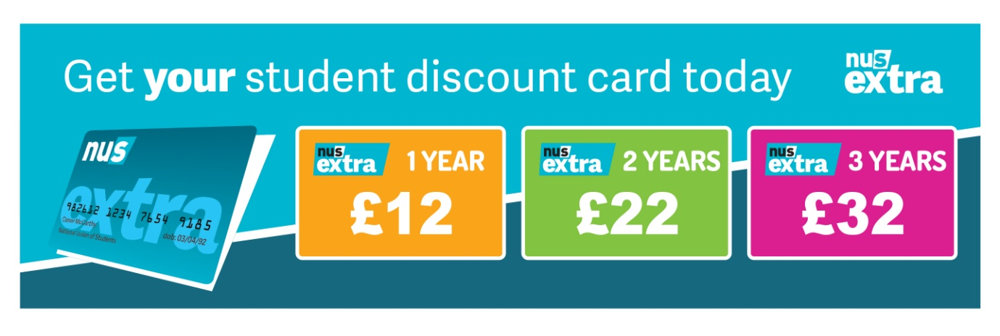 Get your student discount card today
nus
extra
nus
extra
982612 1234 7654 9185
Conor McCarthy
National Union of Students
dob: 03/04/92
nus
extra
1 YEAR
£12
nus
extra
2 YEARS
£22
nus
extra
3 YEARS
£32